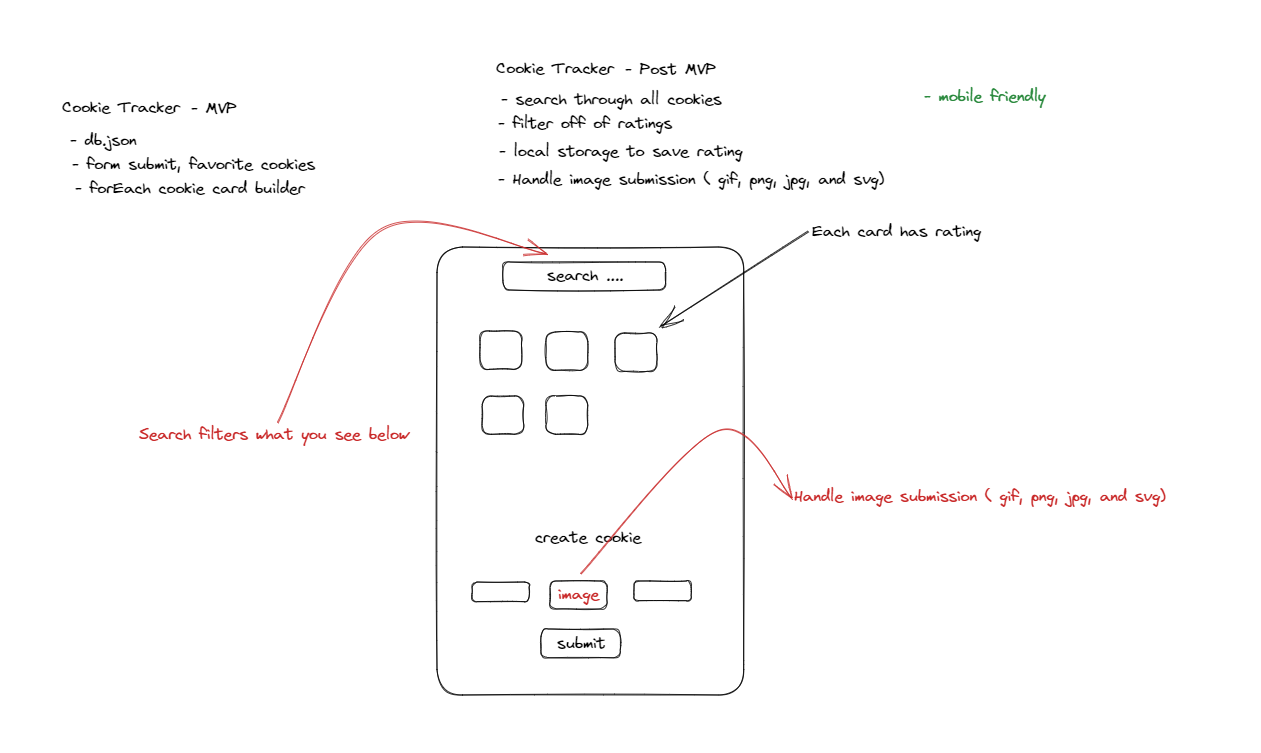 Cookie Tracker - MVP
- db.json
- form submit, favorite cookies
- forEach cookie card builder
Cookie Tracker - Post MVP
- search through all cookies
- filter off of ratings
- local storage to save rating
- Handle image submission ( gif, png, jpg, and svg)
- mobile friendly
Each card has rating
search ....
Search filters what you see below
Handle image submission ( gif, png, jpg, and svg)
create cookie
image
submit